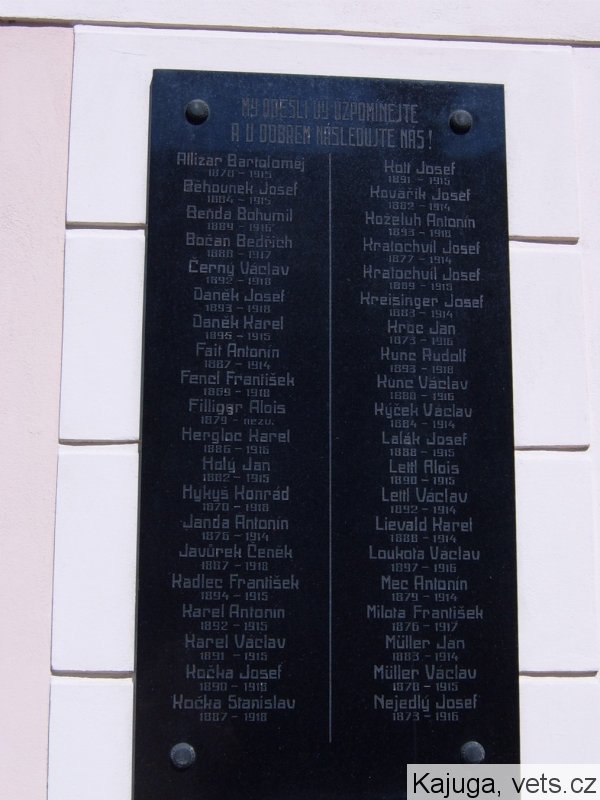 MY ODEŠLI VY VZPOMÍNEJTE
A V DOBRÉM NÁSLEDUJTE NÁS!
Allizar Bartoloměj
1876 - 1915
Běhounek Josef
1884 - 1915
Benda Bohumil
1889 - 1916
Bočan Bedřich
1888 - 1917
Černý Václav
1892 - 1918
Daněk Josef
1893 - 1918
Daněk Karel
1895 - 1915
Fait Antonín
1887 - 1914
Fencl František
1869 - 1918
Filliger Alois
1879 - nezv.
Hergloc Karel
1886 - 1916
Holý Jan
1882 - 1915
Hykyš Konrád
1870 - 1918
Janda Antonín
1876 - 1914
Javůrek Čeněk
1887 - 1918
Kadlec František
1894 - 1915
Karel Antonín
1892 - 1915
Karel Václav
1891 - 1915
Kočka Josef
1890 - 1915
Kočka Stanislav
1887 - 1918
Kott Josef
1891 - 1915
Kovářík Josef
1882 - 1914
Koželuh Antonín
1893 - 1918
Kratochvil Josef
1877 - 1914
Kratochvil Josef
1889 - 1915
Kreisinger Josef
1883 - 1914
Kroc Jan
1873 - 1916
Kunc Rudolf
1893 - 1918
Kunc Václav
1888 - 1916
Kýček Václav
1884 - 1914
Lalák Josef
1888 - 1915
Lettl Alois
1890 - 1915
Lettl Václav
1892 - 1914
Lievald Karel
1888 - 1914
Loukota Václav
1897 - 1916
Mec Antonín
1879 - 1914
Milota František
1876 - 1917
Müller Jan
1883 - 1914
Müller Václav
1878 - 1915
Nejedlý Josef
1873 - 1916
Kajuga, vets.cz